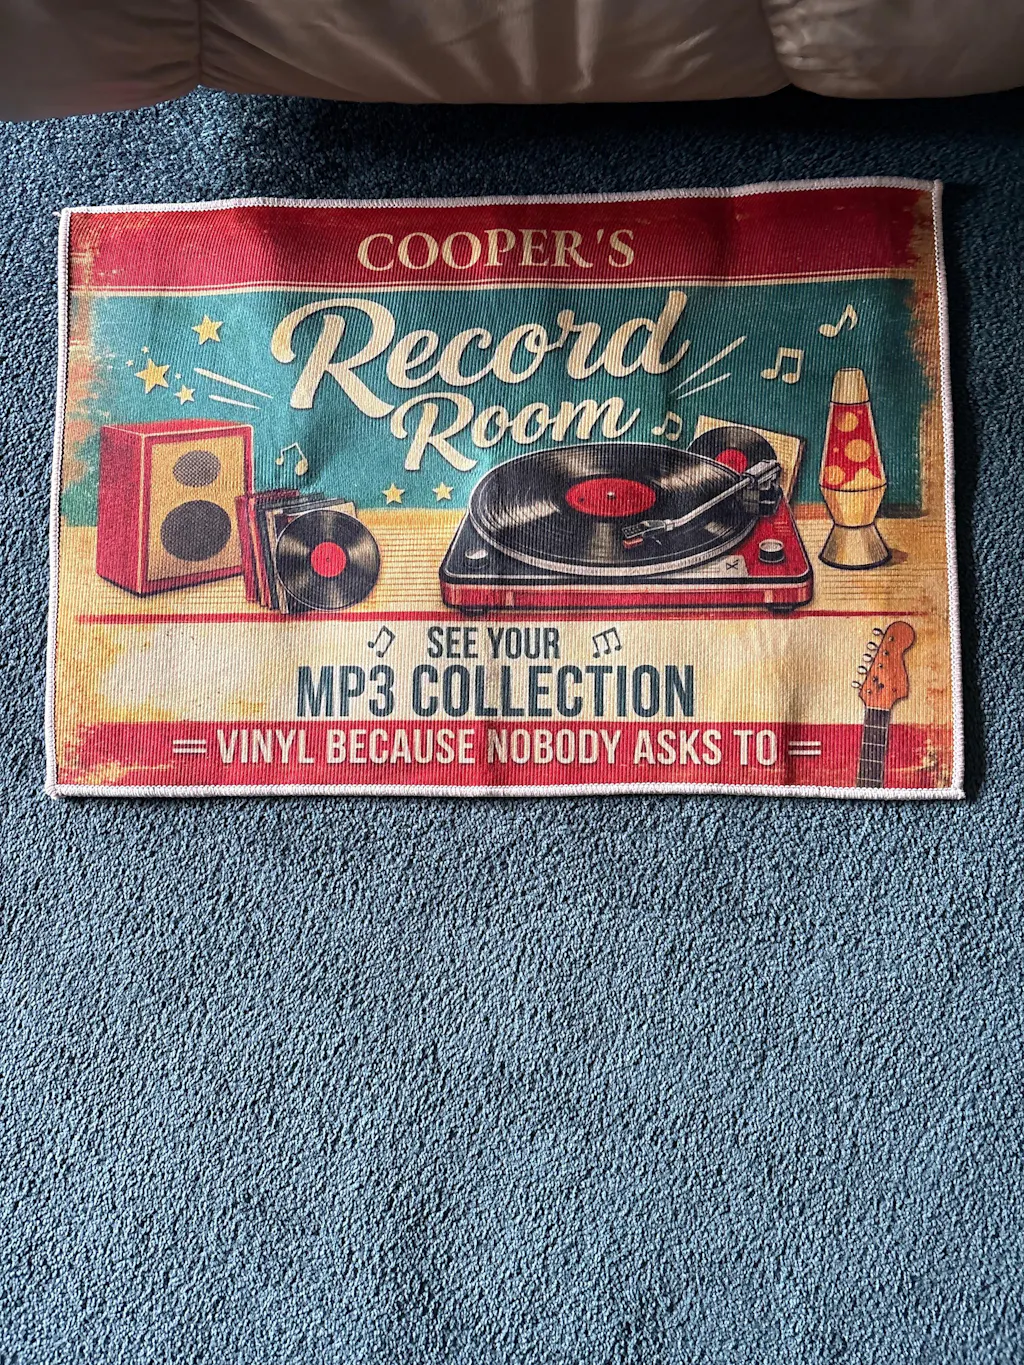 COOPER'S
Record
Room
SEE YOUR
MP3 COLLECTION
VINYL BECAUSE NOBODY ASKS TO